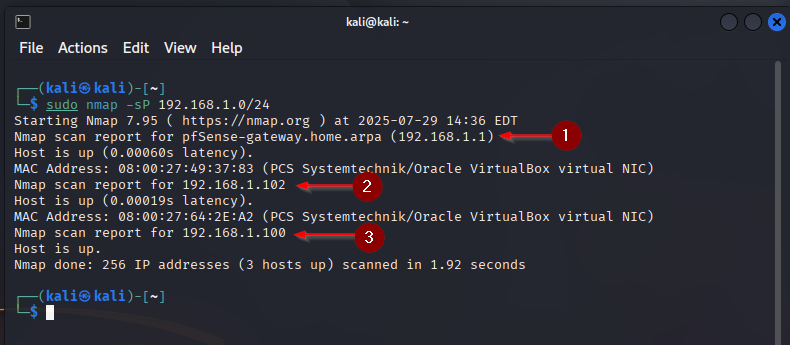 kali@kali: ~
File Actions Edit View Help
┌──(kali㉿kali)-[~]
└─$ sudo nmap -sP 192.168.1.0/24
Starting Nmap 7.95 ( https://nmap.org ) at 2025-07-29 14:36 EDT
Nmap scan report for pfSense-gateway.home.arpa (192.168.1.1) 1
Host is up (0.00060s latency).
MAC Address: 08:00:27:49:37:83 (PCS Systemtechnik/Oracle VirtualBox virtual NIC)
Nmap scan report for 192.168.1.102 2
Host is up (0.00019s latency).
MAC Address: 08:00:27:64:2E:A2 (PCS Systemtechnik/Oracle VirtualBox virtual NIC)
Nmap scan report for 192.168.1.100 3
Host is up.
Nmap done: 256 IP addresses (3 hosts up) scanned in 1.92 seconds
┌──(kali㉿kali)-[~]
└─$